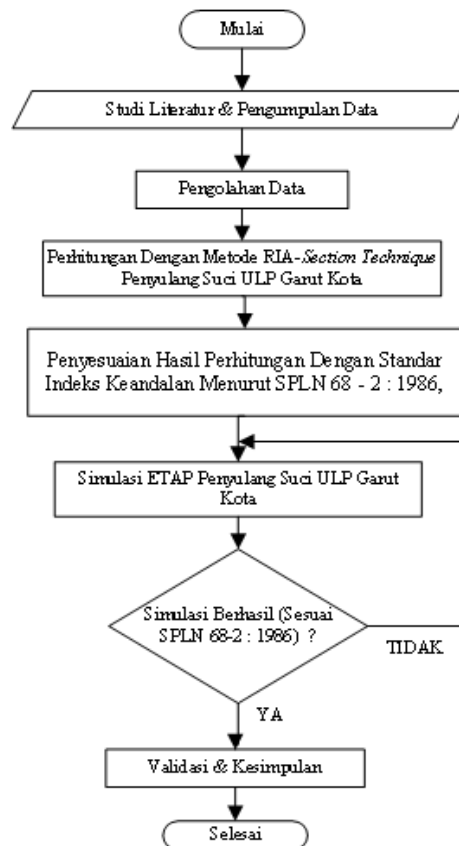 Mulai
Studi Literatur & Pengumpulan Data
Pengolahan Data
Perhitungan Dengan Metode RIA-Section Technique
Penyulang Suci ULP Garut Kota
Penyesuaian Hasil Perhitungan Dengan Standar
Indeks Keandalan Menurut SPLN 68 - 2 : 1986,
Simulasi ETAP Penyulang Suci ULP Garut
Kota
Simulasi Berhasil (Sesuai
SPLN 68-2 : 1986) ?
TIDAK
YA
Validasi & Kesimpulan
Selesai